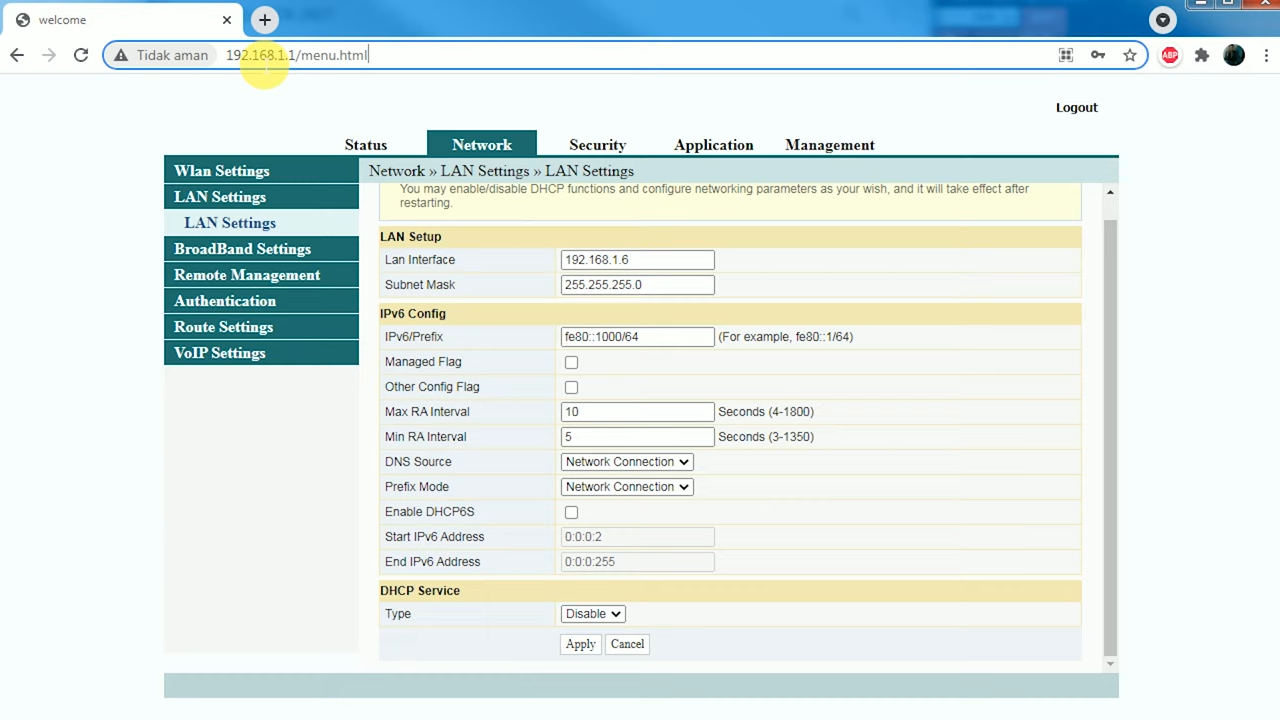 welcome
Tidak aman
192.168.1.1/menu.html
ABP
Logout
Status
Network
Security
Application
Management
Wlan Settings
LAN Settings
LAN Settings
BroadBand Settings
Remote Management
Authentication
Route Settings
VoIP Settings
Network » LAN Settings » LAN Settings
You may enable/disable DHCP functions and configure networking parameters as your wish, and it will take effect after
restarting.
LAN Setup
Lan Interface 192.168.1.6
Subnet Mask 255.255.255.0
IPv6 Config
IPv6/Prefix fe80::1000/64 (For example, fe80::1/64)
Managed Flag
Other Config Flag
Max RA Interval 10 Seconds (4-1800)
Min RA Interval 5 Seconds (3-1350)
DNS Source Network Connection
Prefix Mode Network Connection
Enable DHCP6S
Start IPv6 Address 0:0:0:2
End IPv6 Address 0:0:0:255
DHCP Service
Type Disable
Apply Cancel